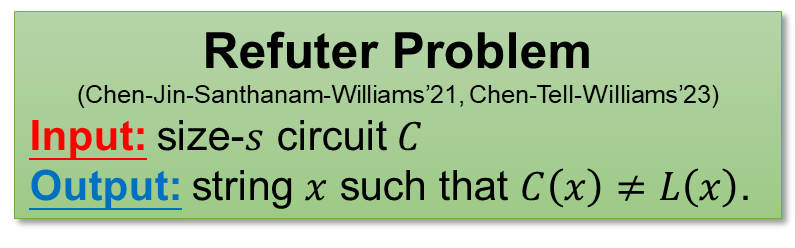 Refuter Problem
(Chen-Jin-Santhanam-Williams'21, Chen-Tell-Williams'23)
Input: size-𝑠 circuit 𝐶
Output: string 𝑥 such that 𝐶(𝑥) ≠ 𝐿(𝑥).